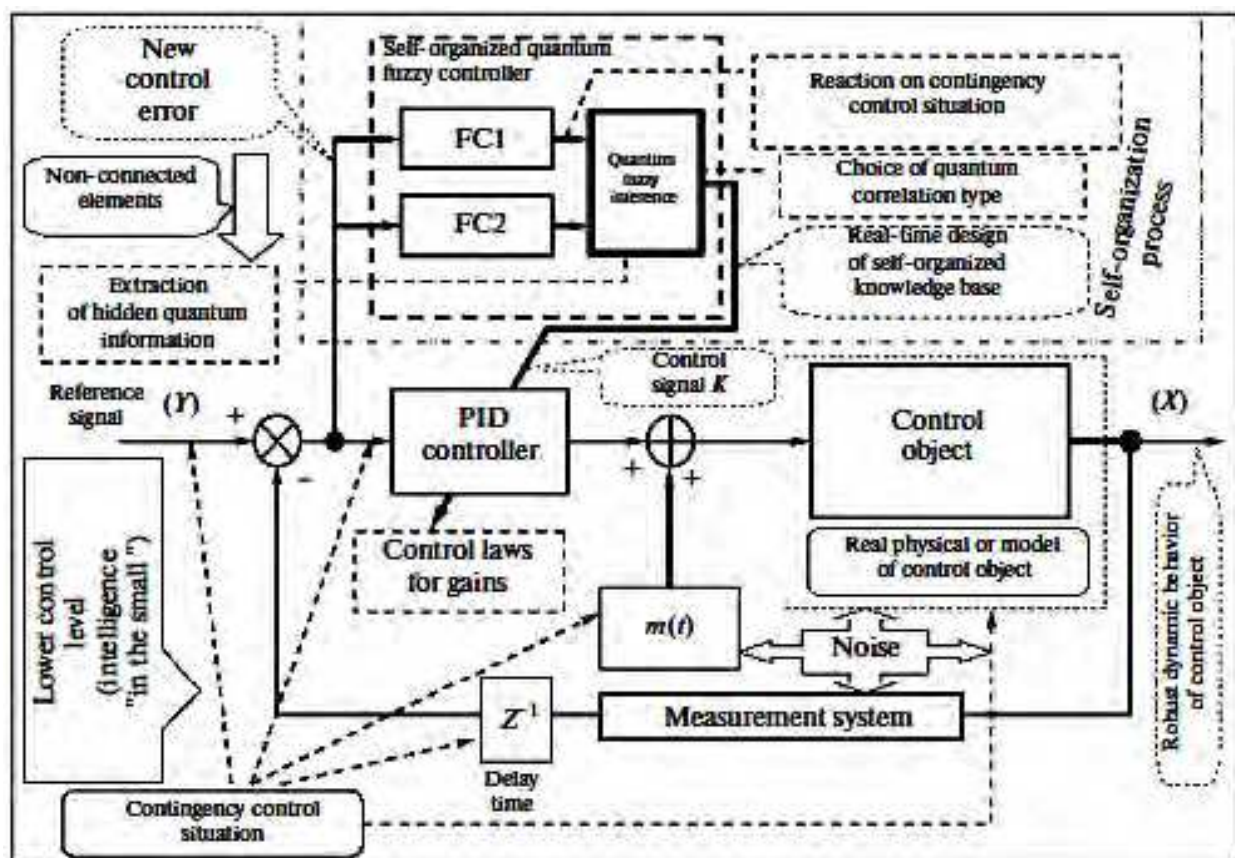 New
control
error
Self-organized quantum
fuzzy controller
FC1
FC2
Quantum
fuzzy
inference
Reaction on contingency
control situation
Choice of quantum
correlation type
Real-time design
of self-organized
knowledge base
Self-organization
process
Non-connected
elements
Extraction
of hidden quantum
information
Control
signal K
Reference
signal
(Y)
+
-
PID
controller
+
+
Control
object
(X)
Control laws
for gains
Real physical or model
of control object
m(t)
Noise
Robust dynamic behavior
of control object
Lower control
level
(intelligence
"in the small")
Z-1
Measurement system
Delay
time
Contingency control
situation